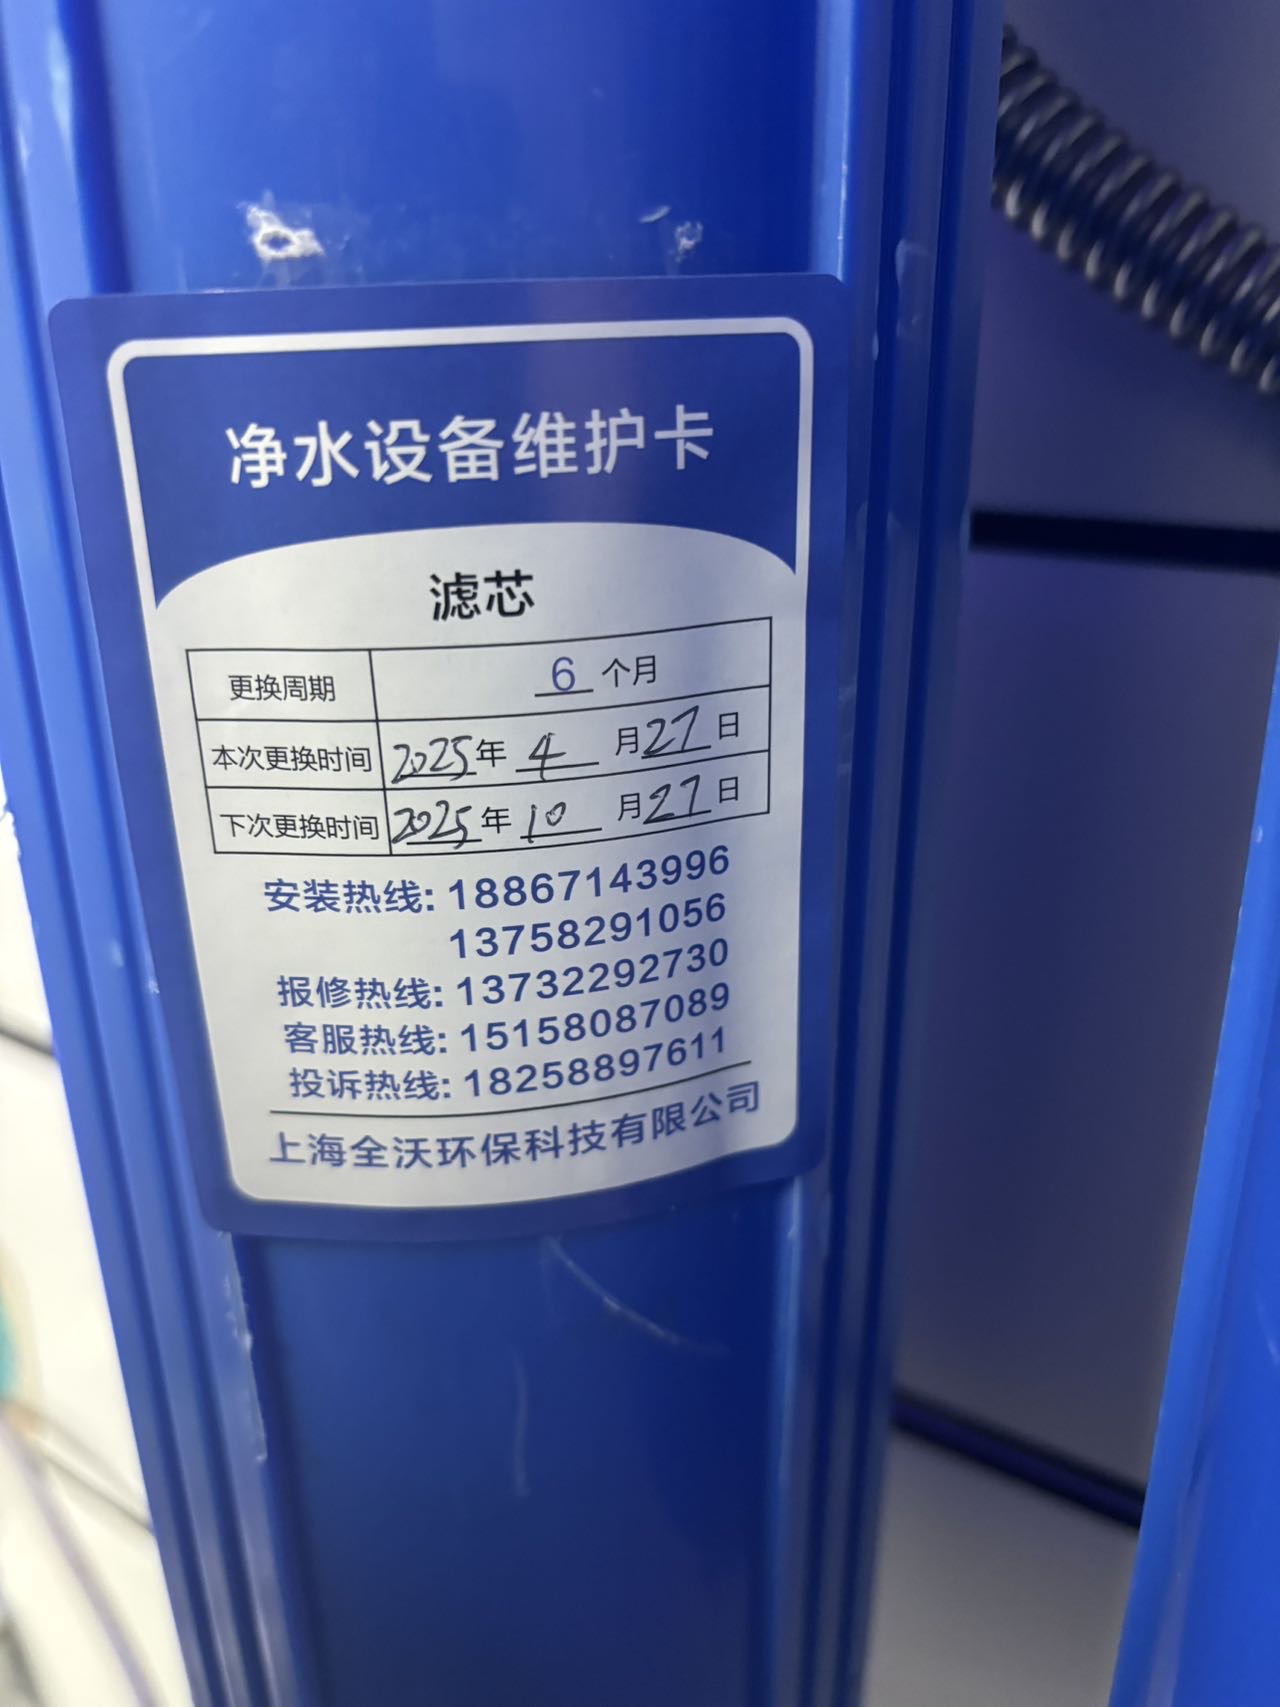 净水设备维护卡
滤芯
更换周期 6 个月
本次更换时间 2025年 4 月27日
下次更换时间 2025年 10 月27日
安装热线: 18867143996
13758291056
报修热线: 13732292730
客服热线: 15158087089
投诉热线: 18258897611
上海全沃环保科技有限公司